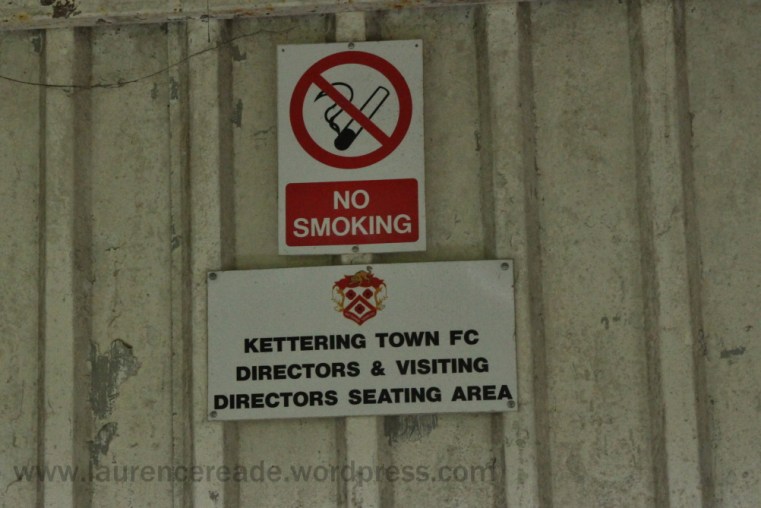 NO
SMOKING
KETTERING TOWN FC
DIRECTORS & VISITING
DIRECTORS SEATING AREA
www.laurencereade.wordpress.com